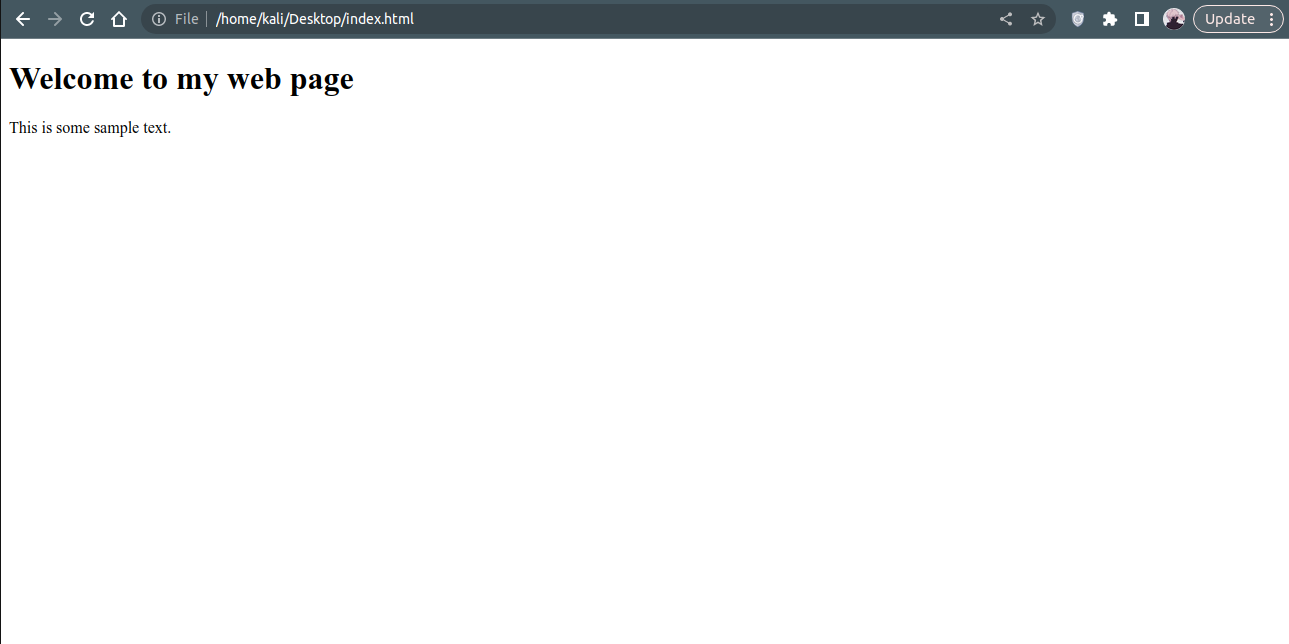 File | /home/kali/Desktop/index.html
Update
Welcome to my web page
This is some sample text.